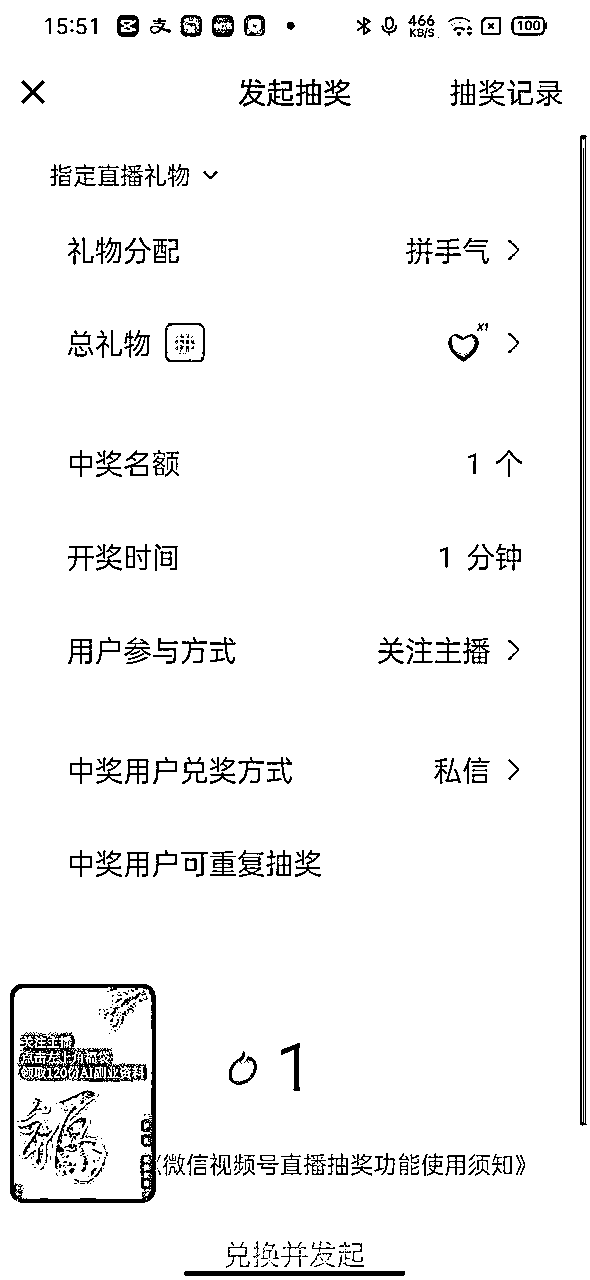 15:51 支 466 KB/S 100
发起抽奖 抽奖记录
指定直播礼物
礼物分配 拼手气
总礼物 拼 X1
中奖名额 1 个
开奖时间 1 分钟
用户参与方式 关注主播
中奖用户兑奖方式 私信
中奖用户可重复抽奖
关注主播
点击左上角福袋
领取120份AI副业资料
福
1
《微信视频号直播抽奖功能使用须知》
兑换并发起